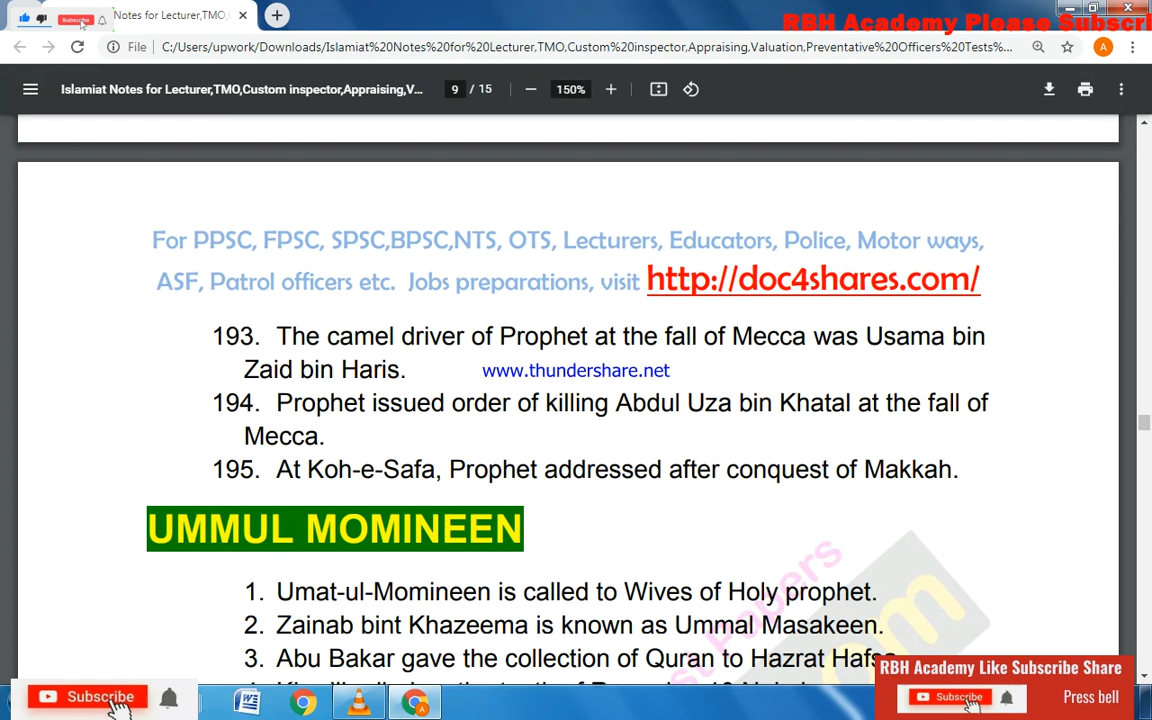 Subscribe
Notes for Lecturer,TMO,
RBH Academy Please Subscri
File
C:/Users/upwork/Downloads/Islamiat%20Notes%20for%20Lecturer,TMO,Custom%20inspector,Appraising,Valuation,Preventative%20Officers%20Tests%...
A
Islamiat Notes for Lecturer,TMO,Custom inspector,Appraising,V...
9 / 15
150%
For PPSC, FPSC, SPSC,BPSC,NTS, OTS, Lecturers, Educators, Police, Motor ways,
ASF, Patrol officers etc. Jobs preparations, visit http://doc4shares.com/
193. The camel driver of Prophet at the fall of Mecca was Usama bin
Zaid bin Haris.
www.thundershare.net
194. Prophet issued order of killing Abdul Uza bin Khatal at the fall of
Mecca.
195. At Koh-e-Safa, Prophet addressed after conquest of Makkah.
UMMUL MOMINEEN
1. Umat-ul-Momineen is called to Wives of Holy prophet.
2. Zainab bint Khazeema is known as Ummal Masakeen.
3. Abu Bakar gave the collection of Quran to Hazrat Hafsa
Papers
om
RBH Academy Like Subscribe Share
Subscribe
Subscribe
Press bell